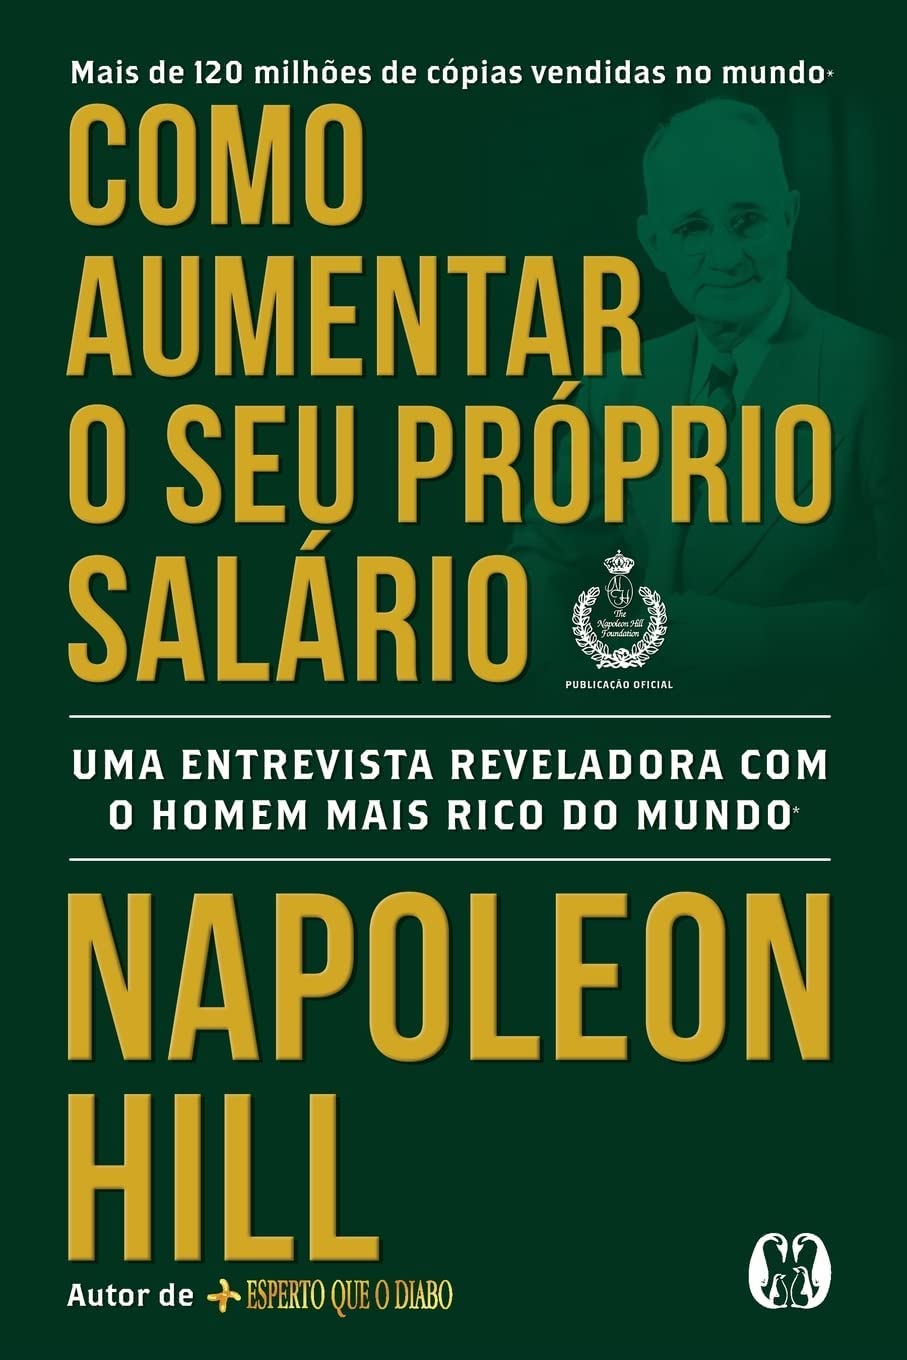 Mais de 120 milhões de cópias vendidas no mundo*
COMO
AUMENTAR
O SEU PRÓPRIO
SALÁRIO
NH
The
Napoleon Hill
Foundation
PUBLICAÇÃO OFICIAL
UMA ENTREVISTA REVELADORA COM
O HOMEM MAIS RICO DO MUNDO*
NAPOLEON
HILL
Autor de + ESPERTO QUE O DIABO